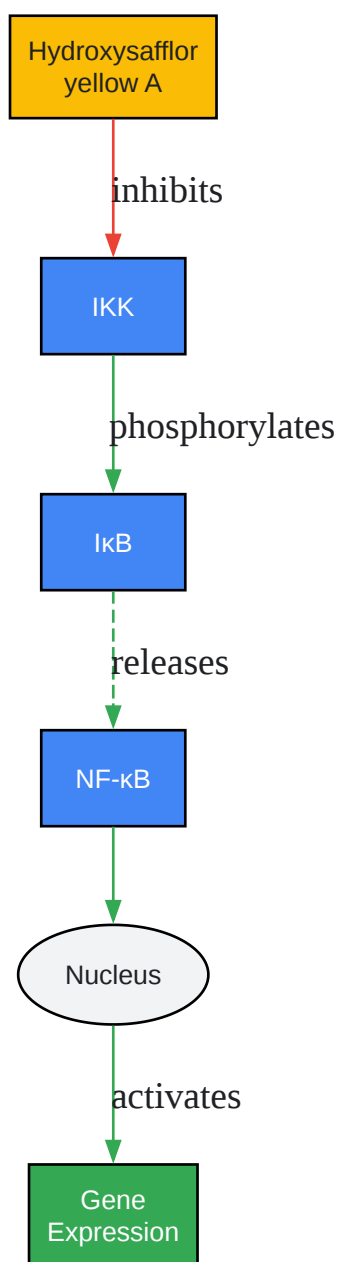 Hydroxysafflor
yellow A
inhibits
IKK
phosphorylates
IκB
releases
NF-κB
Nucleus
activates
Gene
Expression